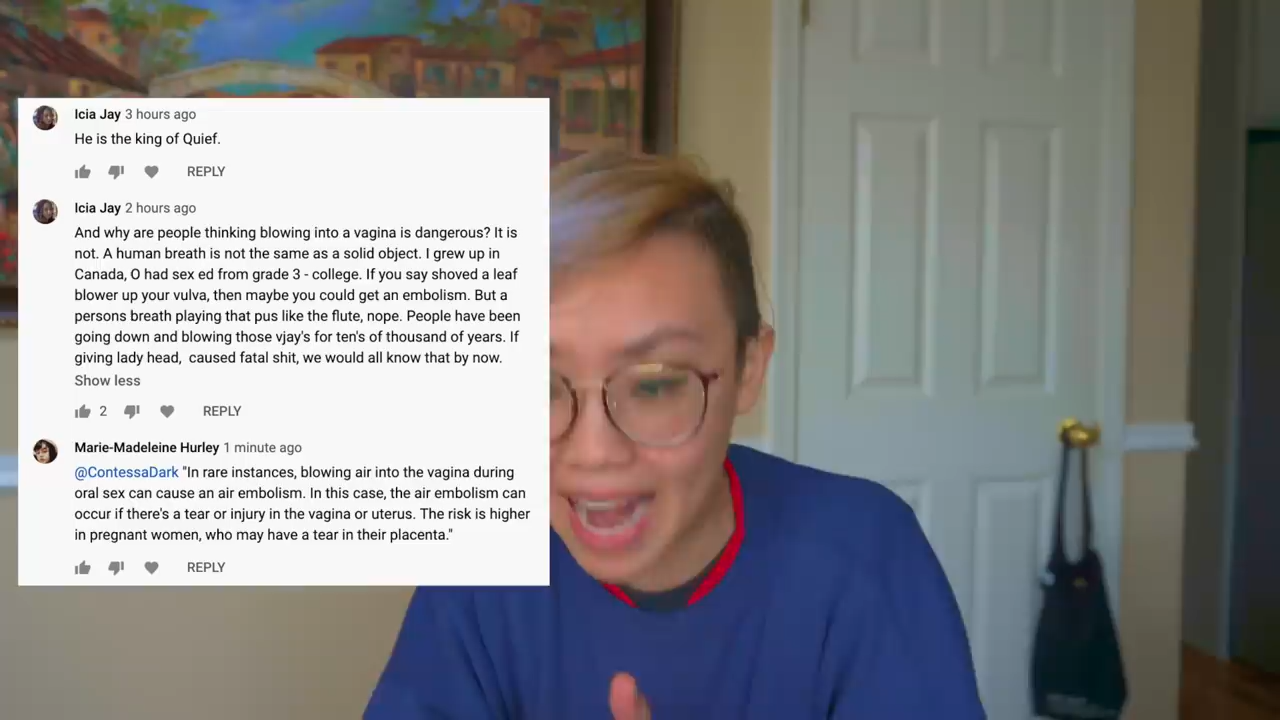 Icia Jay 3 hours ago
He is the king of Quief.
REPLY
Icia Jay 2 hours ago
And why are people thinking blowing into a vagina is dangerous? It is
not. A human breath is not the same as a solid object. I grew up in
Canada, O had sex ed from grade 3 - college. If you say shoved a leaf
blower up your vulva, then maybe you could get an embolism. But a
persons breath playing that pus like the flute, nope. People have been
going down and blowing those vjay's for ten's of thousand of years. If
giving lady head, caused fatal shit, we would all know that by now.
Show less
2 REPLY
Marie-Madeleine Hurley 1 minute ago
@ContessaDark "In rare instances, blowing air into the vagina during
oral sex can cause an air embolism. In this case, the air embolism can
occur if there's a tear or injury in the vagina or uterus. The risk is higher
in pregnant women, who may have a tear in their placenta."
REPLY